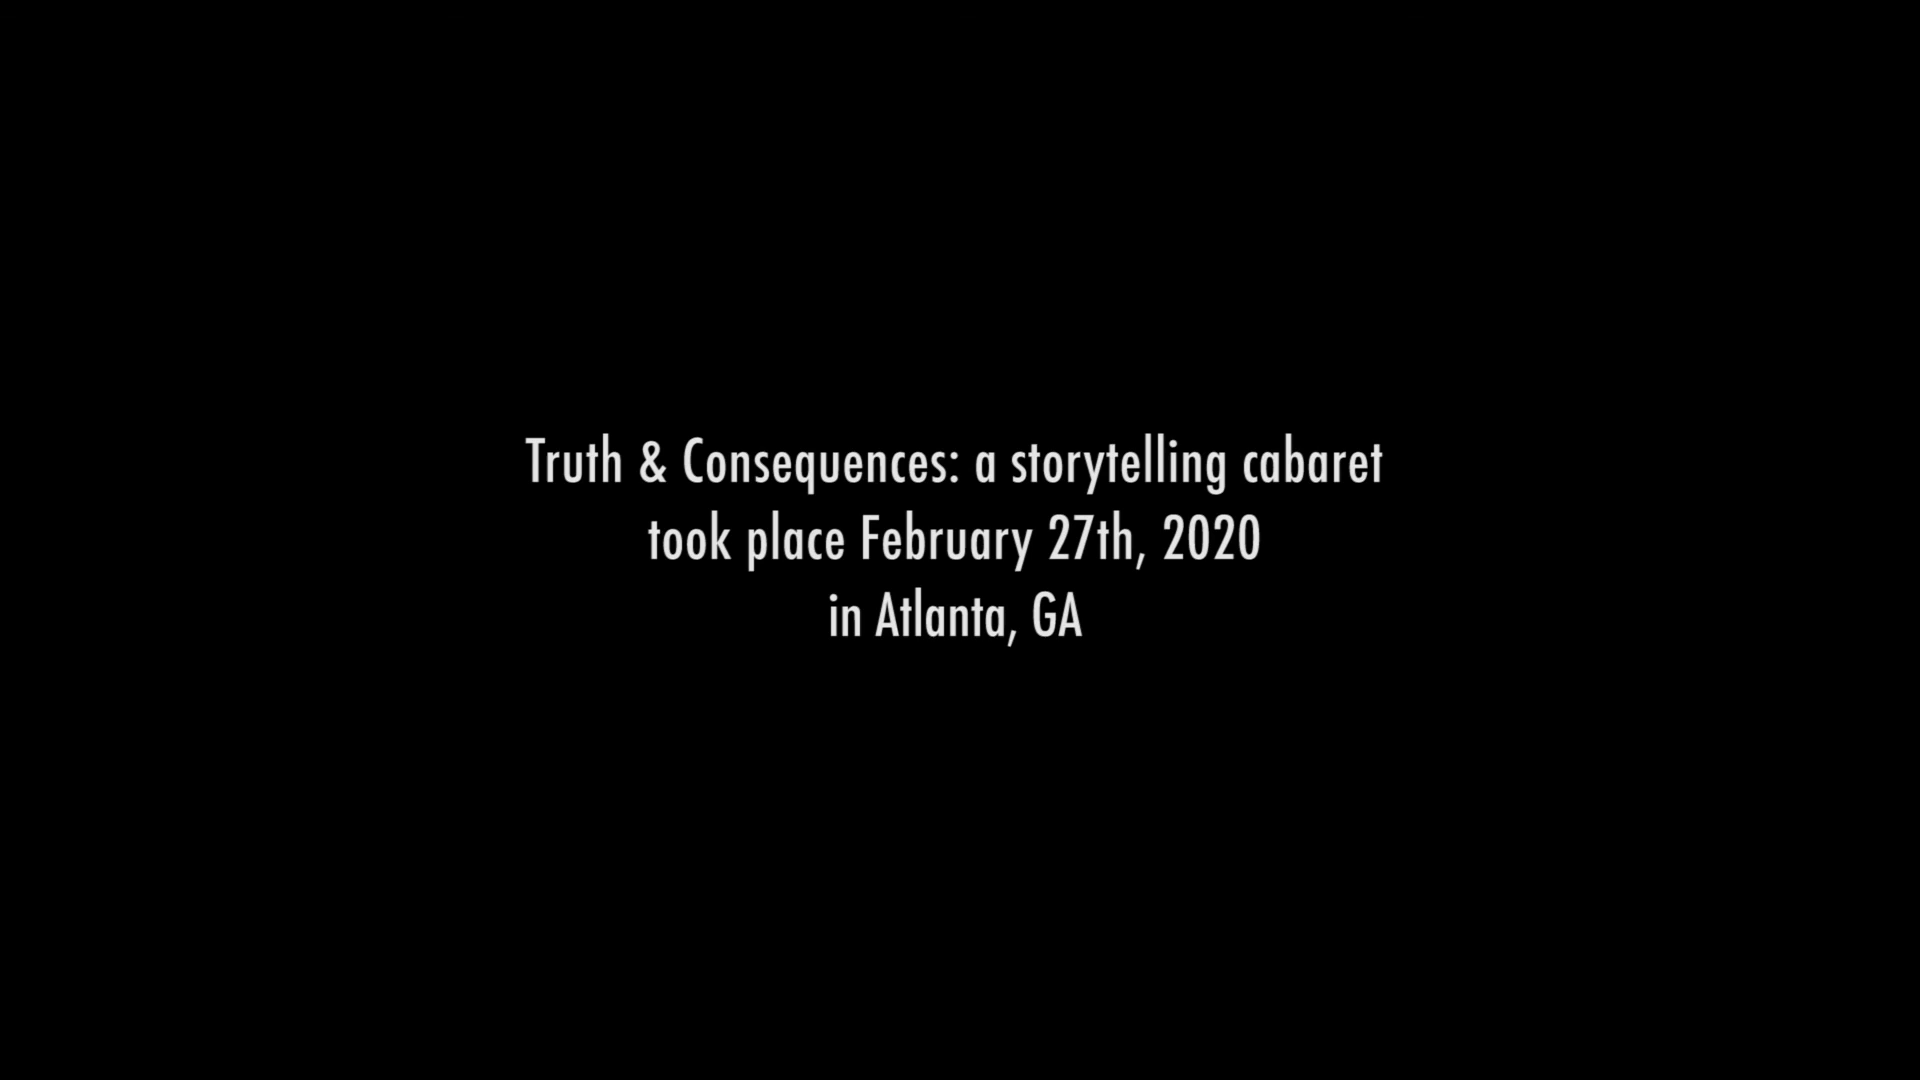 Truth & Consequences: a storytelling cabaret
took place February 27th, 2020
in Atlanta, GA